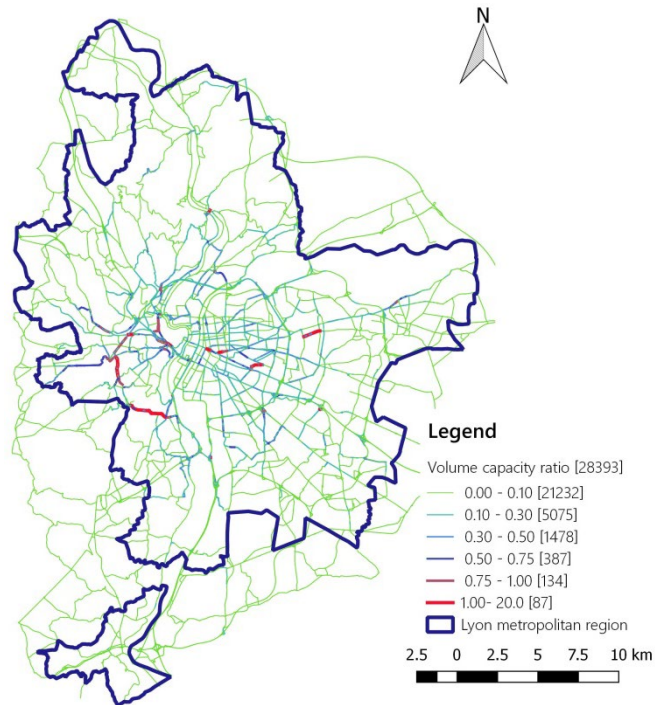 N
Legend
Volume capacity ratio [28393]
0.00 - 0.10 [21232]
0.10 - 0.30 [5075]
0.30 - 0.50 [1478]
0.50 - 0.75 [387]
0.75 - 1.00 [134]
1.00- 20.0 [87]
Lyon metropolitan region
2.5 0 2.5 5 7.5 10 km